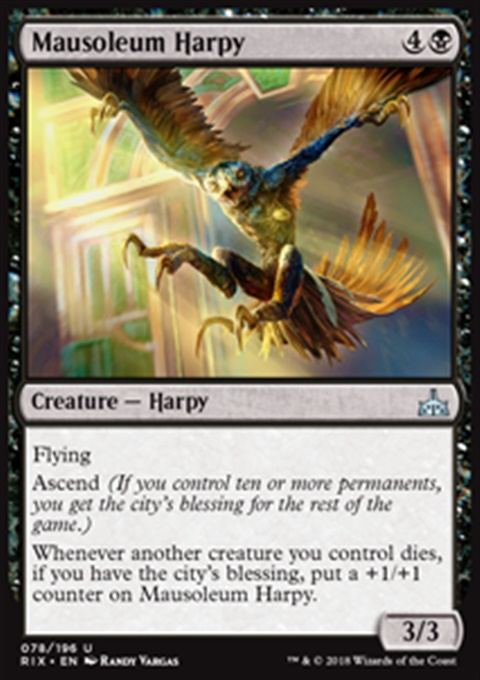 Mausoleum Harpy 4
Creature — Harpy
Flying
Ascend (If you control ten or more permanents,
you get the city's blessing for the rest of the
game.)
Whenever another creature you control dies,
if you have the city's blessing, put a +1/+1
counter on Mausoleum Harpy.
3/3
078/196 U
RIX • EN Randy Vargas
™ & © 2018 Wizards of the Coast